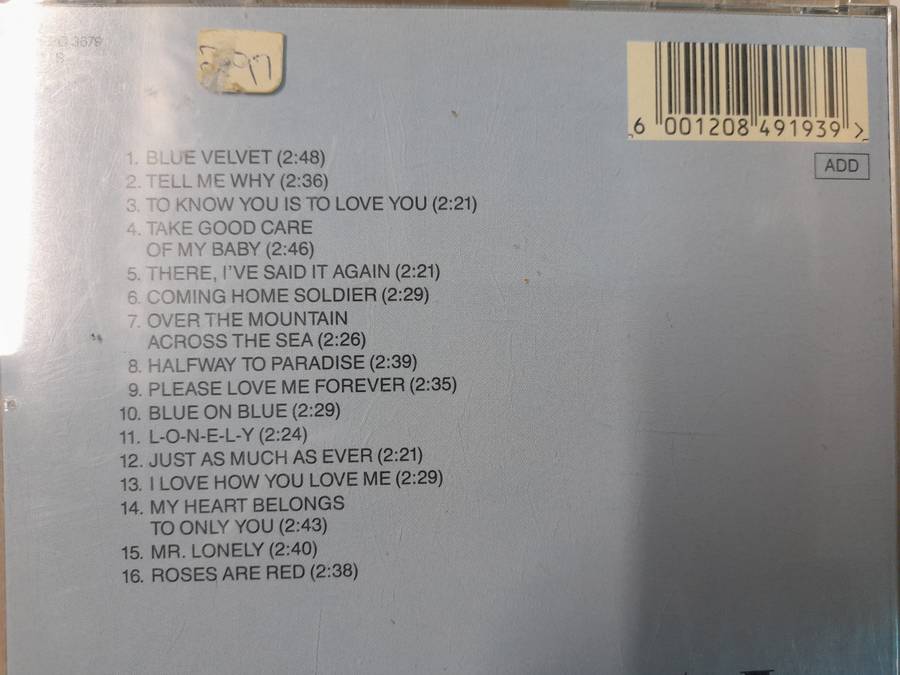 3679
6 001208 491939 >
ADD
1. BLUE VELVET (2:48)
2. TELL ME WHY (2:36)
3. TO KNOW YOU IS TO LOVE YOU (2:21)
4. TAKE GOOD CARE
OF MY BABY (2:46)
5. THERE, I'VE SAID IT AGAIN (2:21)
6. COMING HOME SOLDIER (2:29)
7. OVER THE MOUNTAIN
ACROSS THE SEA (2:26)
8. HALFWAY TO PARADISE (2:39)
9. PLEASE LOVE ME FOREVER (2:35)
10. BLUE ON BLUE (2:29)
11. L-O-N-E-L-Y (2:24)
12. JUST AS MUCH AS EVER (2:21)
13. I LOVE HOW YOU LOVE ME (2:29)
14. MY HEART BELONGS
TO ONLY YOU (2:43)
15. MR. LONELY (2:40)
16. ROSES ARE RED (2:38)